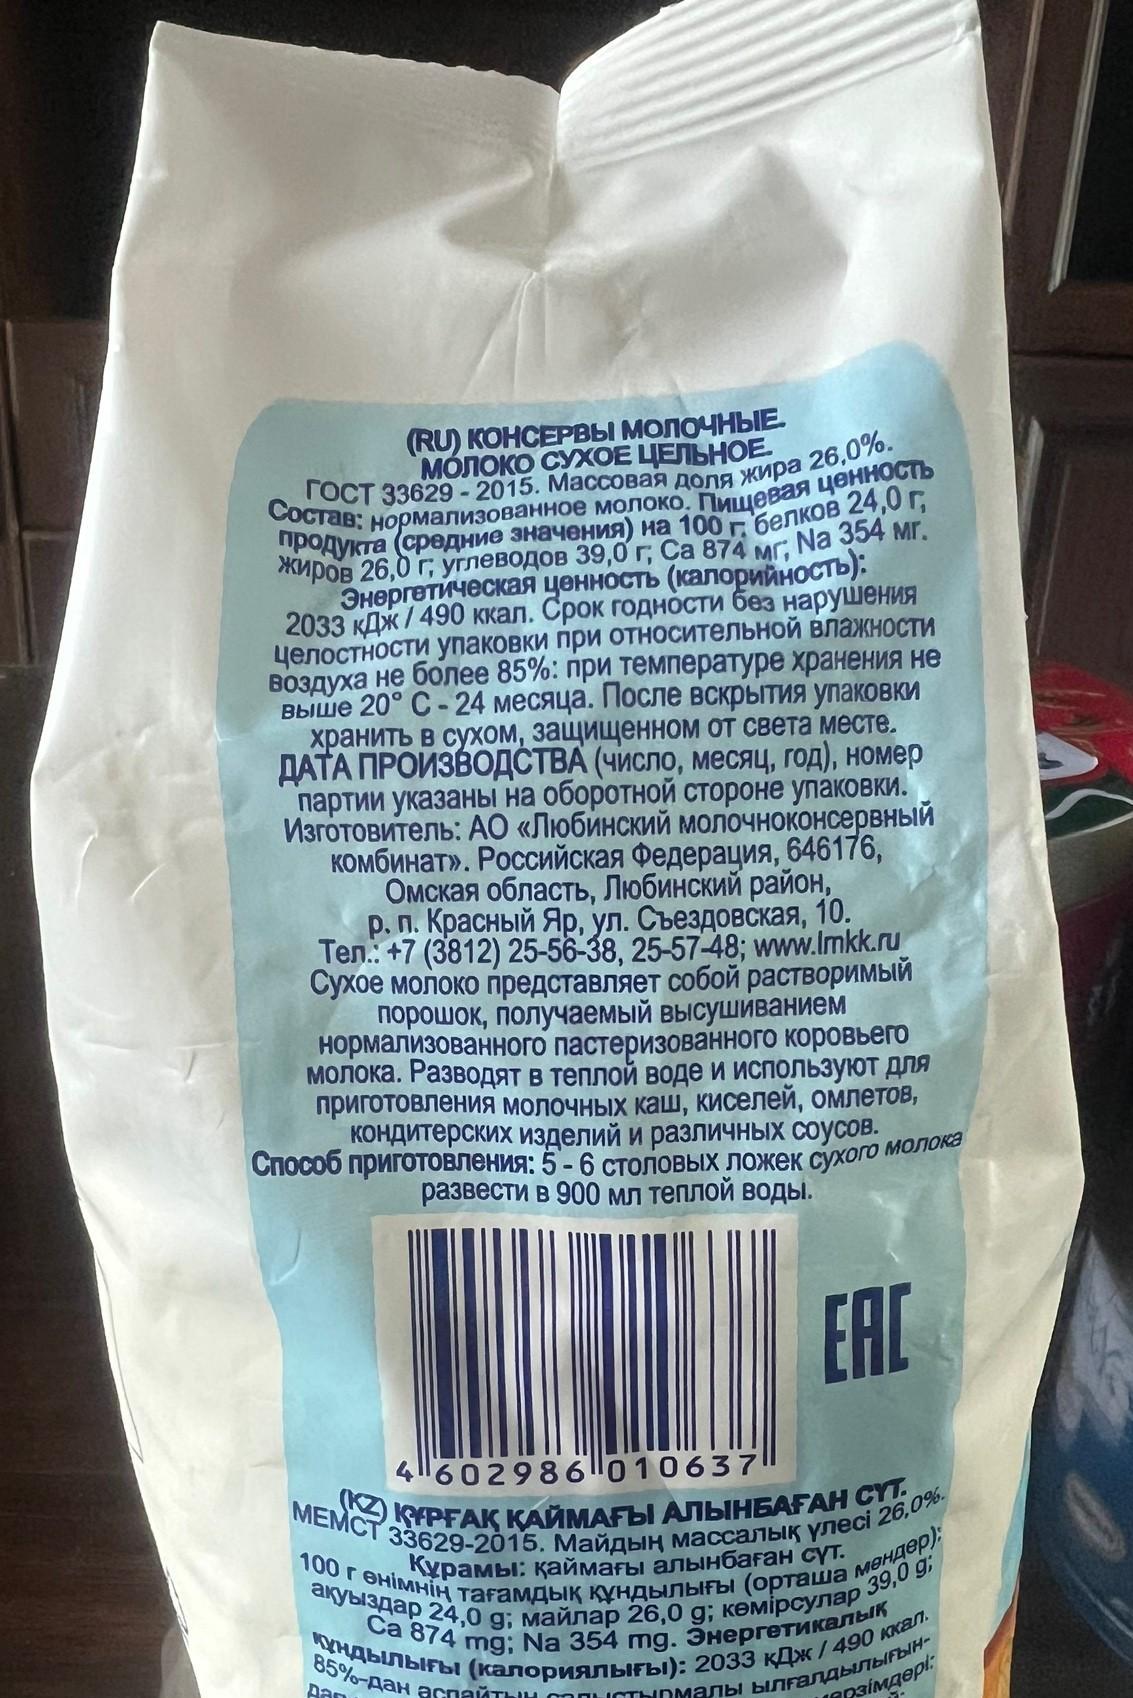 (RU) КОНСЕРВЫ МОЛОЧНЫЕ.
МОЛОКО СУХОЕ ЦЕЛЬНОЕ.
ГОСТ 33629 - 2015. Массовая доля жира 26,0%.
Состав: нормализованное молоко. Пищевая ценность
продукта (средние значения) на 100 г: белков 24,0 г;
жиров 26,0 г; углеводов 39,0 г; Ca 874 мг; Na 354 мг.
Энергетическая ценность (калорийность):
2033 кДж / 490 ккал. Срок годности без нарушения
целостности упаковки при относительной влажности
воздуха не более 85%: при температуре хранения не
выше 20° С - 24 месяца. После вскрытия упаковки
хранить в сухом, защищенном от света месте.
ДАТА ПРОИЗВОДСТВА (число, месяц, год), номер
партии указаны на оборотной стороне упаковки.
Изготовитель: АО «Любинский молочноконсервный
комбинат». Российская Федерация, 646176,
Омская область, Любинский район,
р. п. Красный Яр, ул. Съездовская, 10.
Тел.: +7 (3812) 25-56-38, 25-57-48; www.lmkk.ru
Сухое молоко представляет собой растворимый
порошок, получаемый высушиванием
нормализованного пастеризованного коровьего
молока. Разводят в теплой воде и используют для
приготовления молочных каш, киселей, омлетов,
кондитерских изделий и различных соусов.
Способ приготовления: 5 - 6 столовых ложек сухого молока
развести в 900 мл теплой воды.
EAC
4 602986 010637
(KZ) ҚҰРҒАҚ ҚАЙМАҒЫ АЛЫНБАҒАН СҮТ.
МЕМСТ 33629-2015. Майдың массалық үлесі 26,0%.
Құрамы: қаймағы алынбаған сүт.
100 г өнімнің тағамдық құндылығы (орташа мөндер):
ақуыздар 24,0 g; майлар 26,0 g; көмірсулар 39,0 g;
Ca 874 mg; Na 354 mg. Энергетикалық
құндылығы (калориялығы): 2033 кДж / 490 ккал.
85%-дан аспайтын салыстырмалы ылғалдылығын-